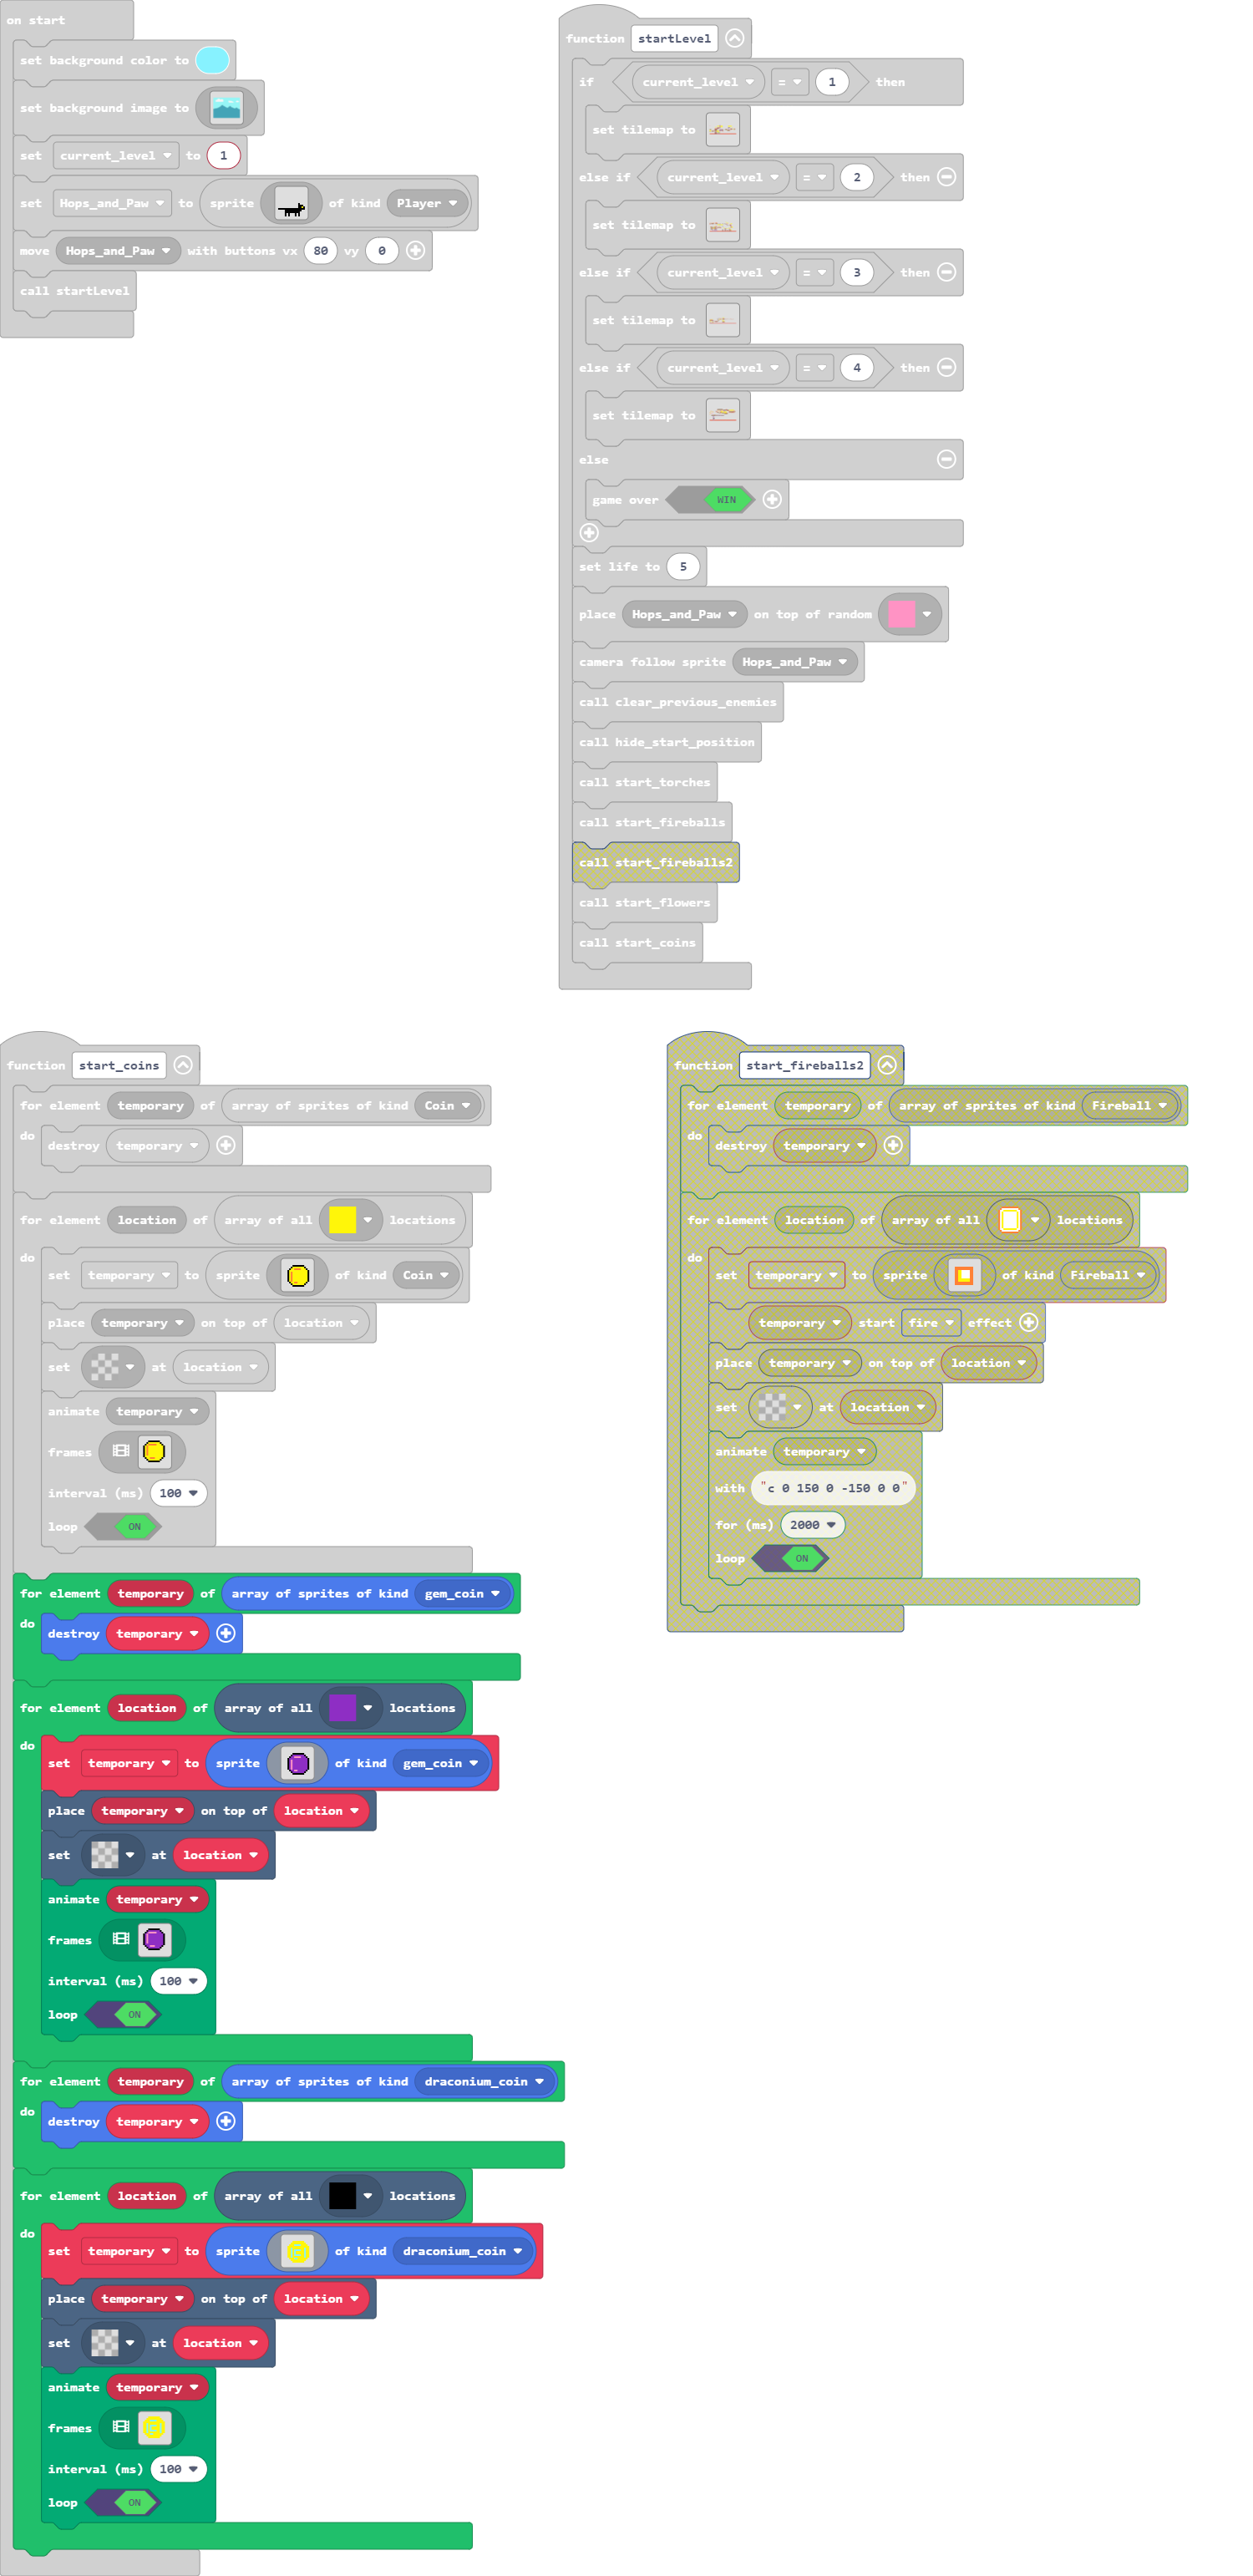 on start
set background color to
set background image to
set current_level to 1
set Hops_and_Paw to sprite of kind Player
move Hops_and_Paw with buttons vx 80 vy 0
call startLevel
function startLevel
if current_level = 1 then
set tilemap to
else if current_level = 2 then
set tilemap to
else if current_level = 3 then
set tilemap to
else if current_level = 4 then
set tilemap to
else
game over WIN
set life to 5
place Hops_and_Paw on top of random
camera follow sprite Hops_and_Paw
call clear_previous_enemies
call hide_start_position
call start_torches
call start_fireballs
call start_fireballs2
call start_flowers
call start_coins
function start_coins
for element temporary of array of sprites of kind Coin
do
destroy temporary
for element location of array of all locations
do
set temporary to sprite of kind Coin
place temporary on top of location
set at location
animate temporary
frames
interval (ms) 100
loop ON
for element temporary of array of sprites of kind gem_coin
do
destroy temporary
for element location of array of all locations
do
set temporary to sprite of kind gem_coin
place temporary on top of location
set at location
animate temporary
frames
interval (ms) 100
loop ON
for element temporary of array of sprites of kind draconium_coin
do
destroy temporary
for element location of array of all locations
do
set temporary to sprite of kind draconium_coin
place temporary on top of location
set at location
animate temporary
frames
interval (ms) 100
loop ON
function start_fireballs2
for element temporary of array of sprites of kind Fireball
do
destroy temporary
for element location of array of all locations
do
set temporary to sprite of kind Fireball
temporary start fire effect
place temporary on top of location
set at location
animate temporary
with "c 0 150 0 -150 0 0"
for (ms) 2000
loop ON